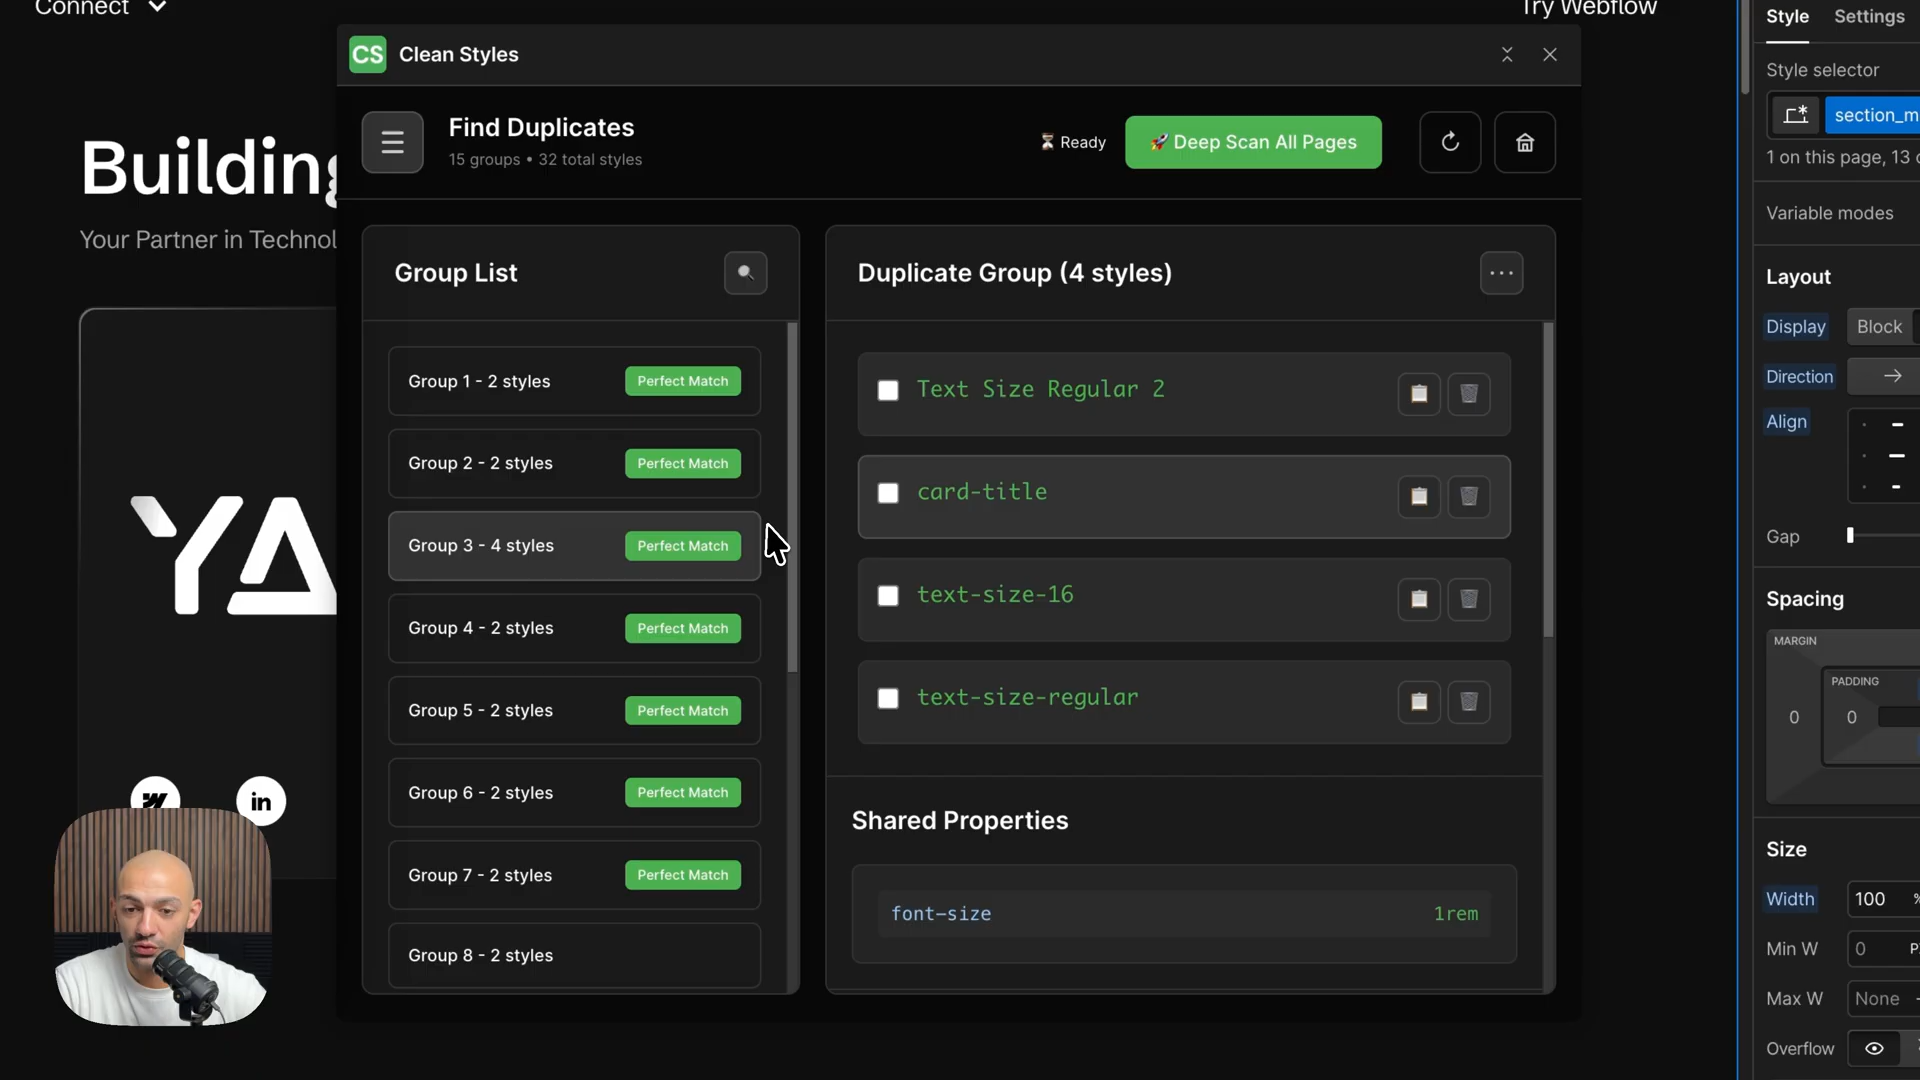 Connect
Try Webflow
Building
Your Partner in Technol
YA
in
CS Clean Styles
Find Duplicates
15 groups • 32 total styles
Ready
Deep Scan All Pages
Group List
Group 1 - 2 styles Perfect Match
Group 2 - 2 styles Perfect Match
Group 3 - 4 styles Perfect Match
Group 4 - 2 styles Perfect Match
Group 5 - 2 styles Perfect Match
Group 6 - 2 styles Perfect Match
Group 7 - 2 styles Perfect Match
Group 8 - 2 styles
Duplicate Group (4 styles)
Text Size Regular 2
card-title
text-size-16
text-size-regular
Shared Properties
font-size 1rem
Style Settings
Style selector
section_m
1 on this page, 13 o
Variable modes
Layout
Display Block
Direction
Align
Gap
Spacing
MARGIN
PADDING
0 0
Size
Width 100 %
Min W 0 P
Max W None -
Overflow